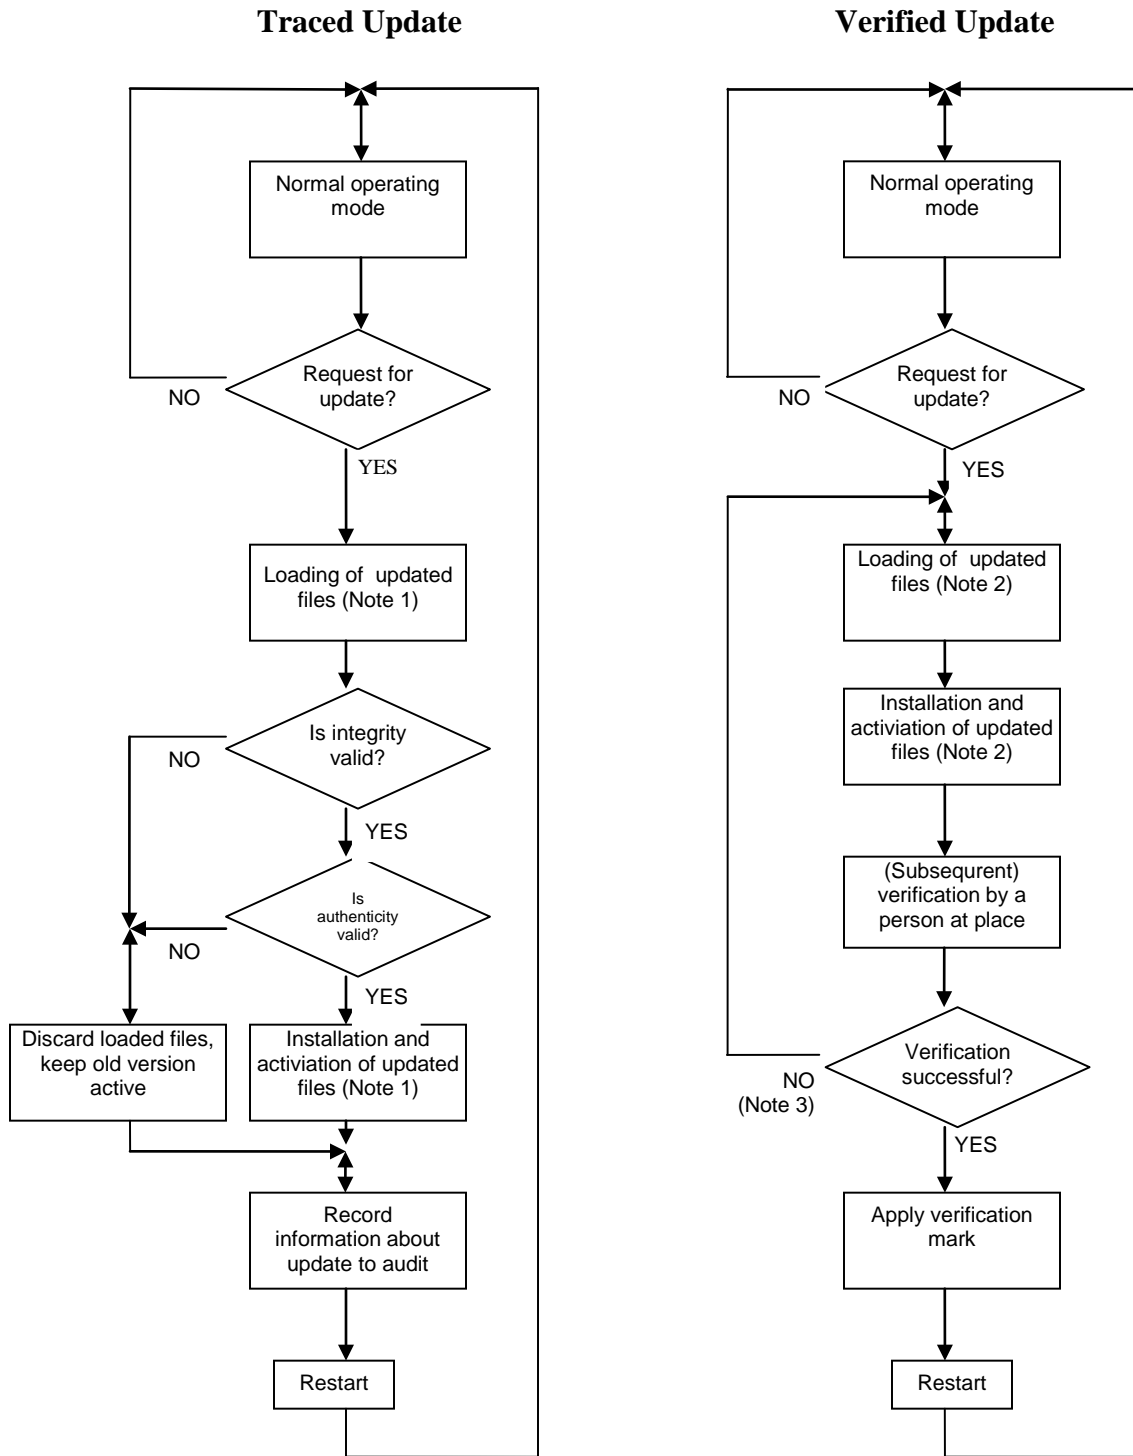 Traced Update
Normal operating
mode
Request for
update?
NO
YES
Loading of updated
files (Note 1)
Is integrity
valid?
NO
YES
Is
authenticity
valid?
NO
YES
Discard loaded files,
keep old version
active
Installation and
activiation of updated
files (Note 1)
Record
information about
update to audit
Restart
Verified Update
Normal operating
mode
Request for
update?
NO
YES
Loading of updated
files (Note 2)
Installation and
activiation of updated
files (Note 2)
(Subsequrent)
verification by a
person at place
Verification
successful?
NO
(Note 3)
YES
Apply verification
mark
Restart